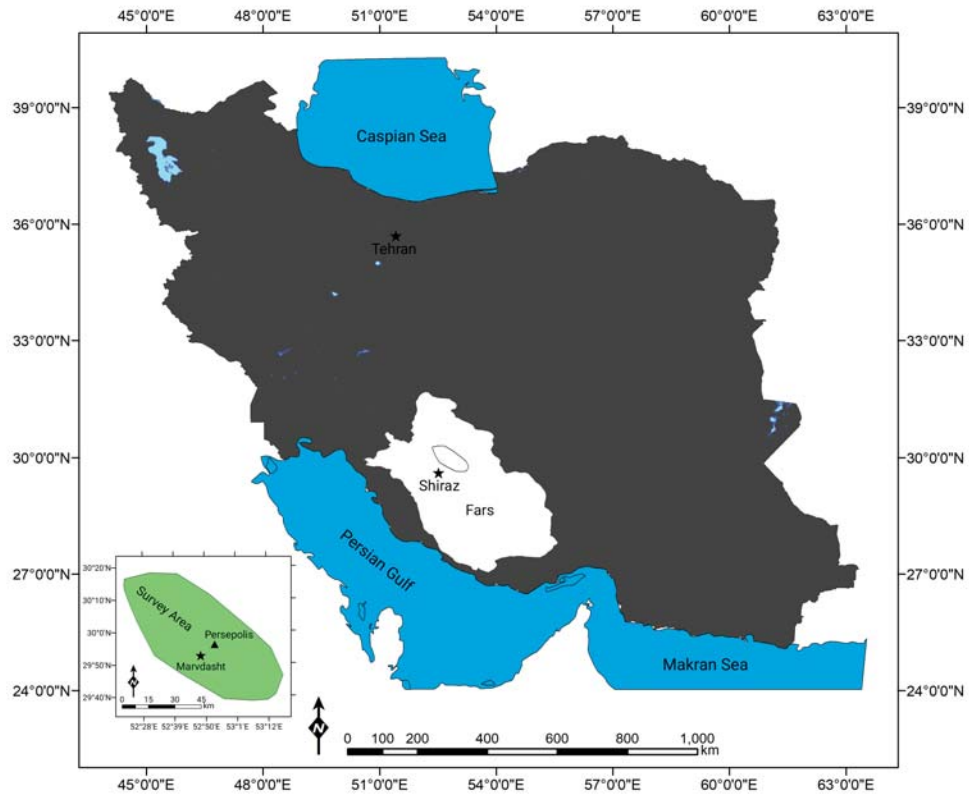 45°0'0"E 48°0'0"E 51°0'0"E 54°0'0"E 57°0'0"E 60°0'0"E 63°0'0"E
39°0'0"N 39°0'0"N
Caspian Sea
36°0'0"N 36°0'0"N
Tehran
33°0'0"N 33°0'0"N
30°0'0"N 30°0'0"N
Shiraz
Fars
Persian Gulf
27°0'0"N 27°0'0"N
Makran Sea
24°0'0"N 24°0'0"N
30°20'N
30°10'N
30°0'N
29°50'N
29°40'N
Survey Area
Persepolis
Marvdasht
N
0 15 30 45
km
52°28'E 52°39'E 52°50'E 53°1'E 53°12'E
N
0 100 200 400 600 800 1,000
km
45°0'0"E 48°0'0"E 51°0'0"E 54°0'0"E 57°0'0"E 60°0'0"E 63°0'0"E